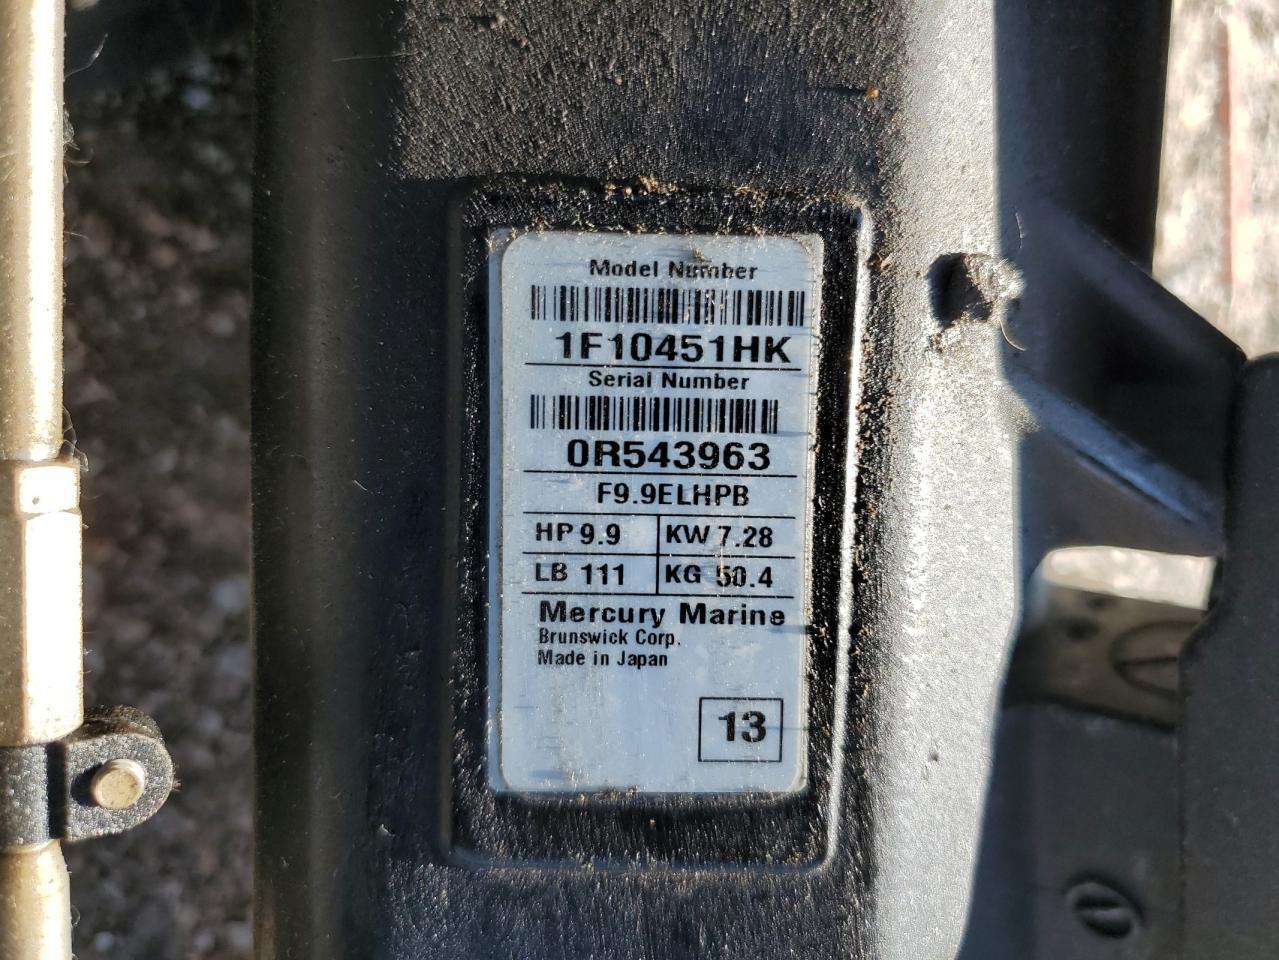 Model Number
1F10451HK
Serial Number
0R543963
F9.9ELHPB
HP 9.9 KW 7.28
LB 111 KG 50.4
Mercury Marine
Brunswick Corp.
Made in Japan
13